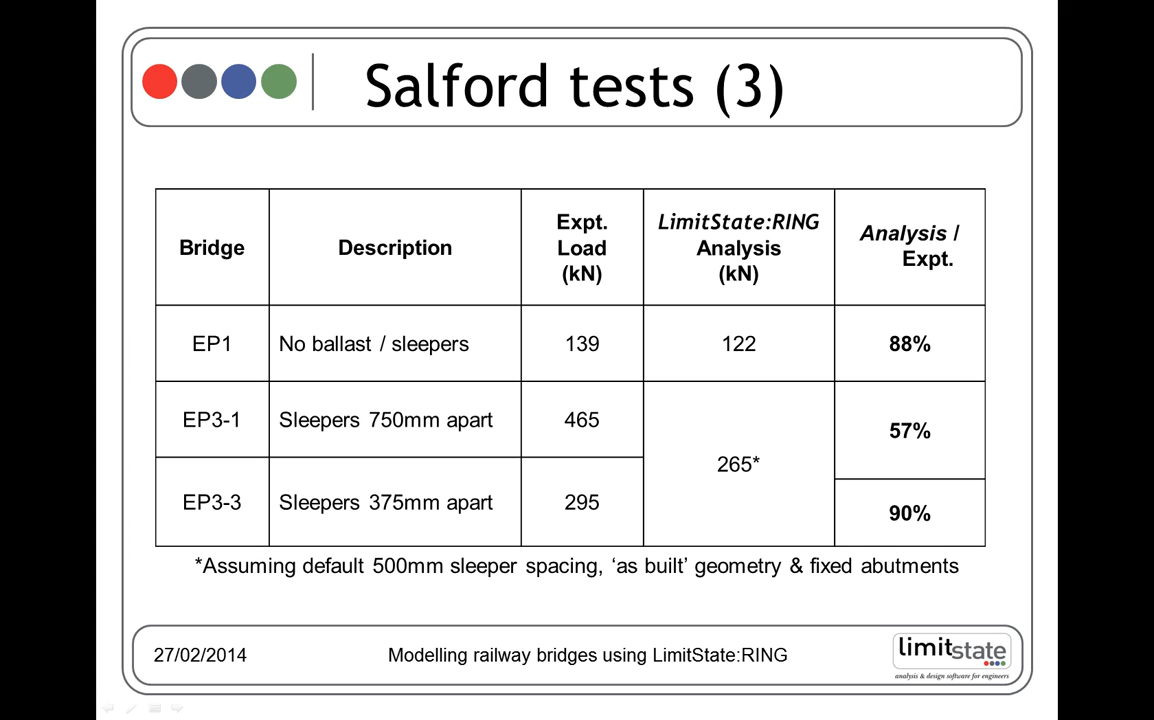 Salford tests (3)
Bridge
Description
Expt.
Load
(kN)
LimitState:RING
Analysis
(kN)
Analysis /
Expt.
EP1
No ballast / sleepers
139
122
88%
EP3-1
Sleepers 750mm apart
465
265*
57%
EP3-3
Sleepers 375mm apart
295
90%
*Assuming default 500mm sleeper spacing, ‘as built’ geometry & fixed abutments
27/02/2014
Modelling railway bridges using LimitState:RING
limitstate
analysis & design software for engineers